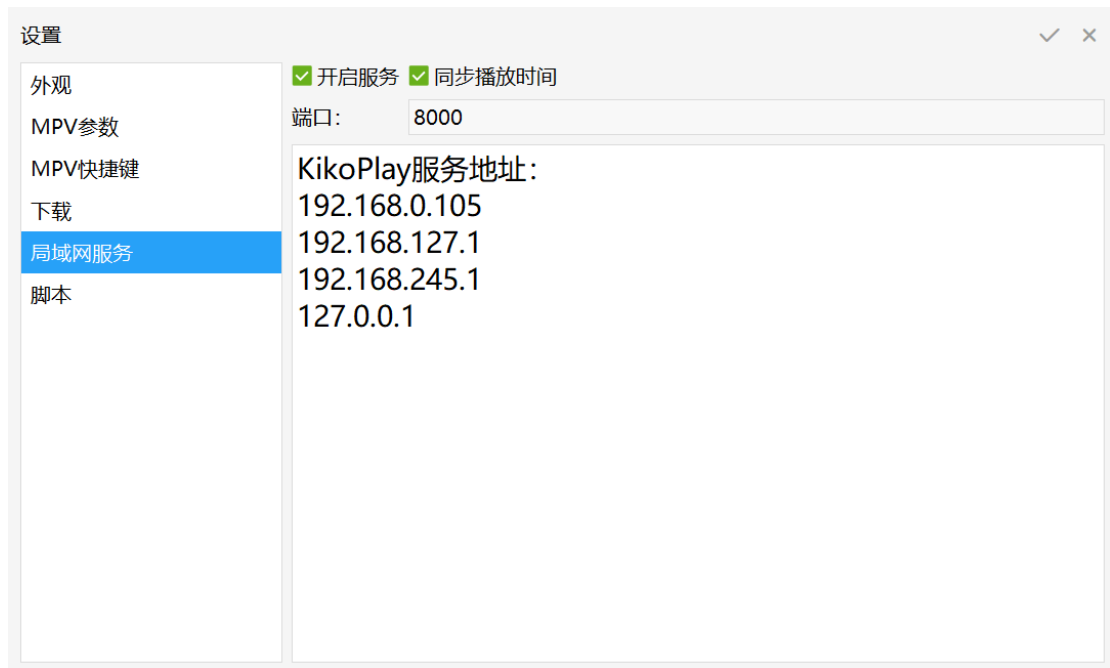 设置
外观
MPV参数
MPV快捷键
下载
局域网服务
脚本
开启服务 同步播放时间
端口: 8000
KikoPlay服务地址:
192.168.0.105
192.168.127.1
192.168.245.1
127.0.0.1